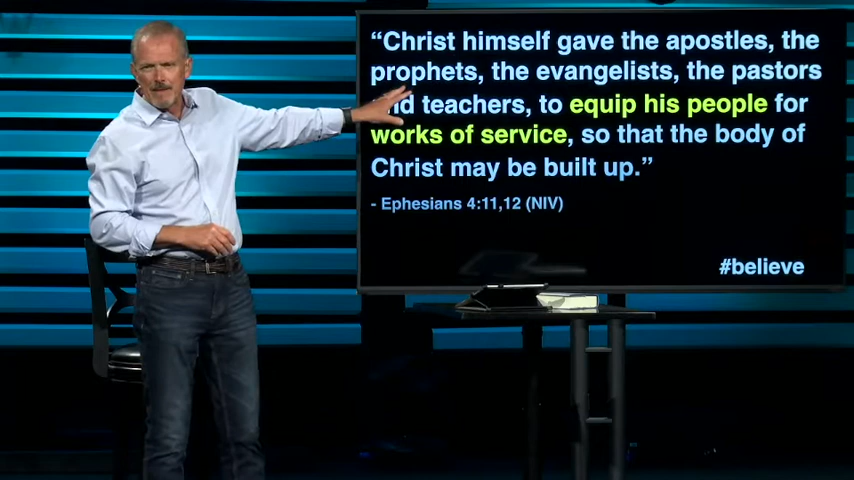 “Christ himself gave the apostles, the
prophets, the evangelists, the pastors
and teachers, to equip his people for
works of service, so that the body of
Christ may be built up.”
- Ephesians 4:11,12 (NIV)
#believe